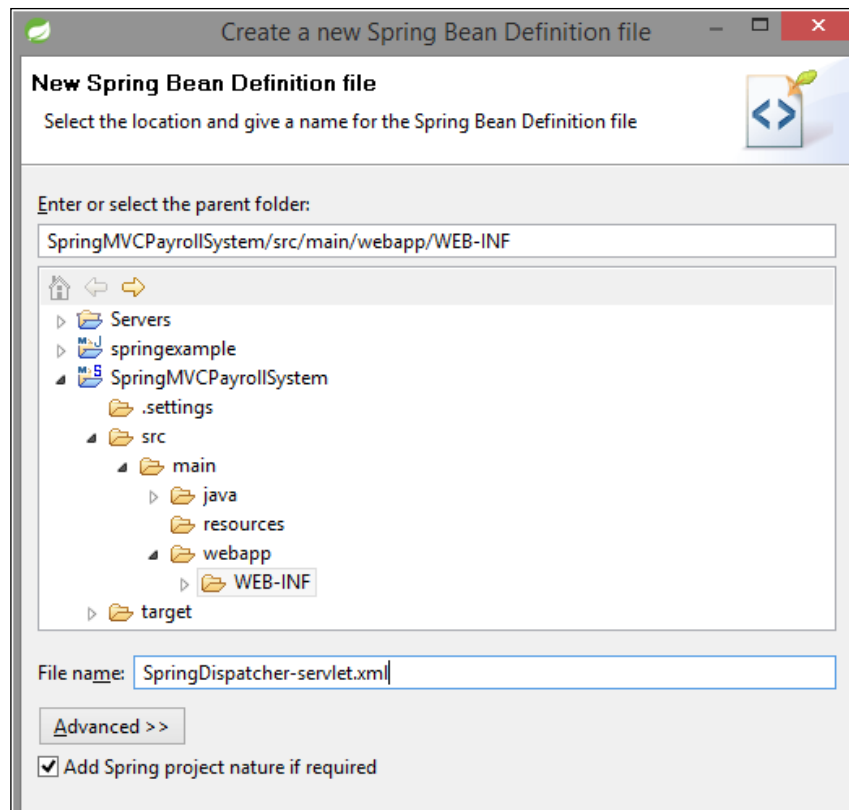 Create a new Spring Bean Definition file
New Spring Bean Definition file
Select the location and give a name for the Spring Bean Definition file
Enter or select the parent folder:
SpringMVCPayrollSystem/src/main/webapp/WEB-INF
Servers
springexample
SpringMVCPayrollSystem
.settings
src
main
java
resources
webapp
WEB-INF
target
File name: SpringDispatcher-servlet.xml
Advanced >>
Add Spring project nature if required